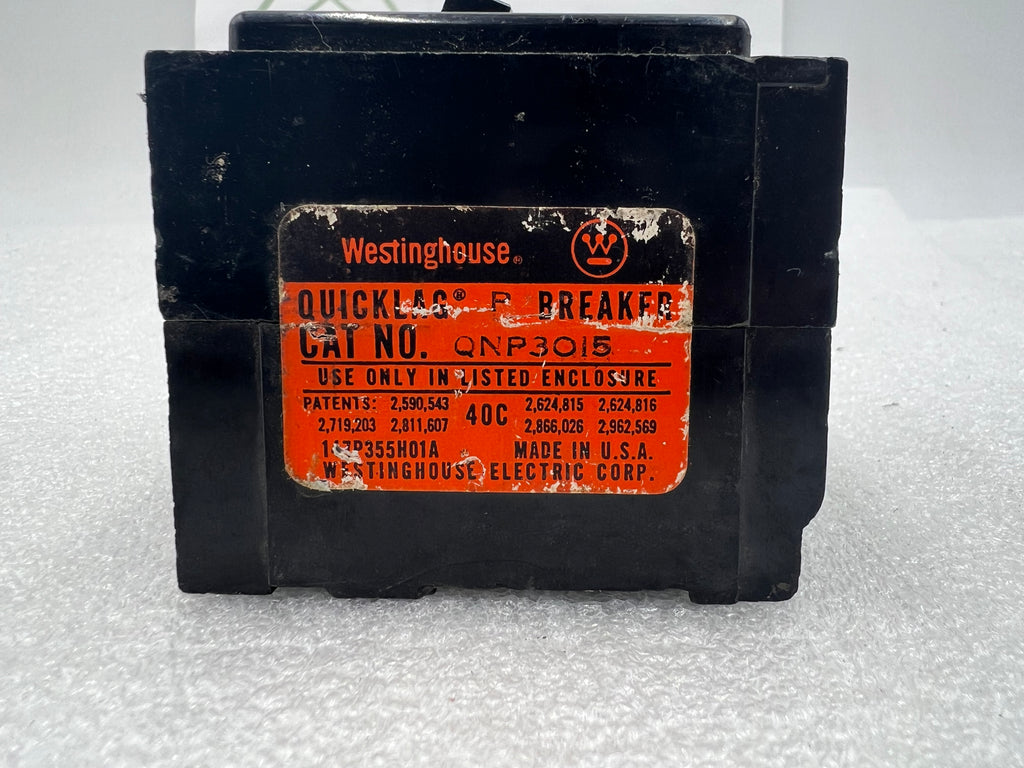 Westinghouse® W
QUICKLAG® P BREAKER
CAT NO. QNP3015
USE ONLY IN LISTED ENCLOSURE
PATENTS: 2,590,543 40C 2,624,815 2,624,816
2,719,203 2,811,607 2,866,026 2,962,569
MADE IN U.S.A.
WESTINGHOUSE ELECTRIC CORP.